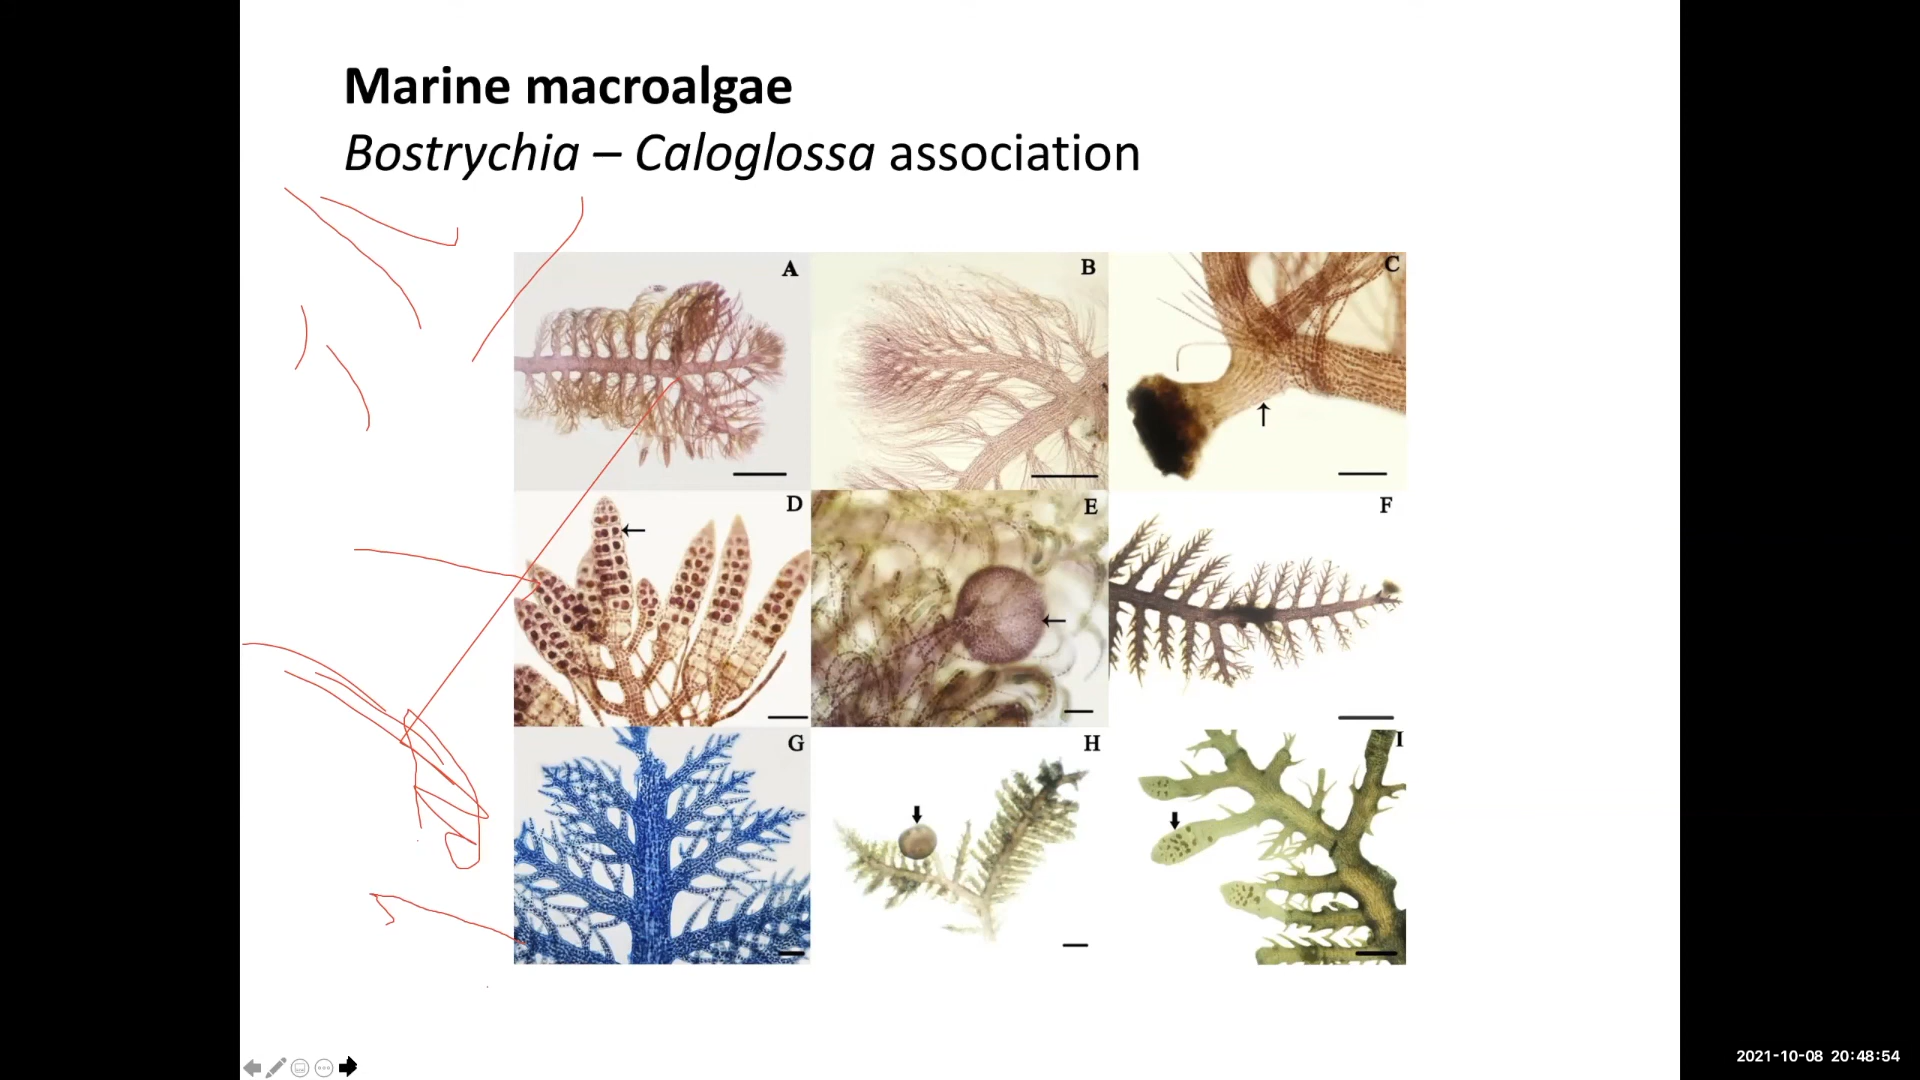 Marine macroalgae
Bostrychia – Caloglossa association
A
B
C
D
E
F
G
H
I
2021-10-08 20:48:54